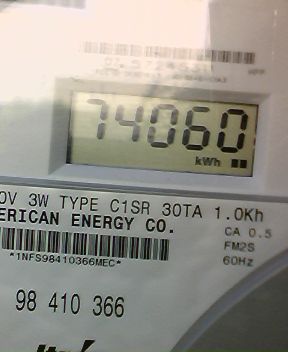 74060
kWh
0V 3W TYPE C1SR 30TA 1.0Kh
ERICAN ENERGY CO.
CA 0.5
FM2S
60Hz
*1NFS98410366MEC*
98 410 366